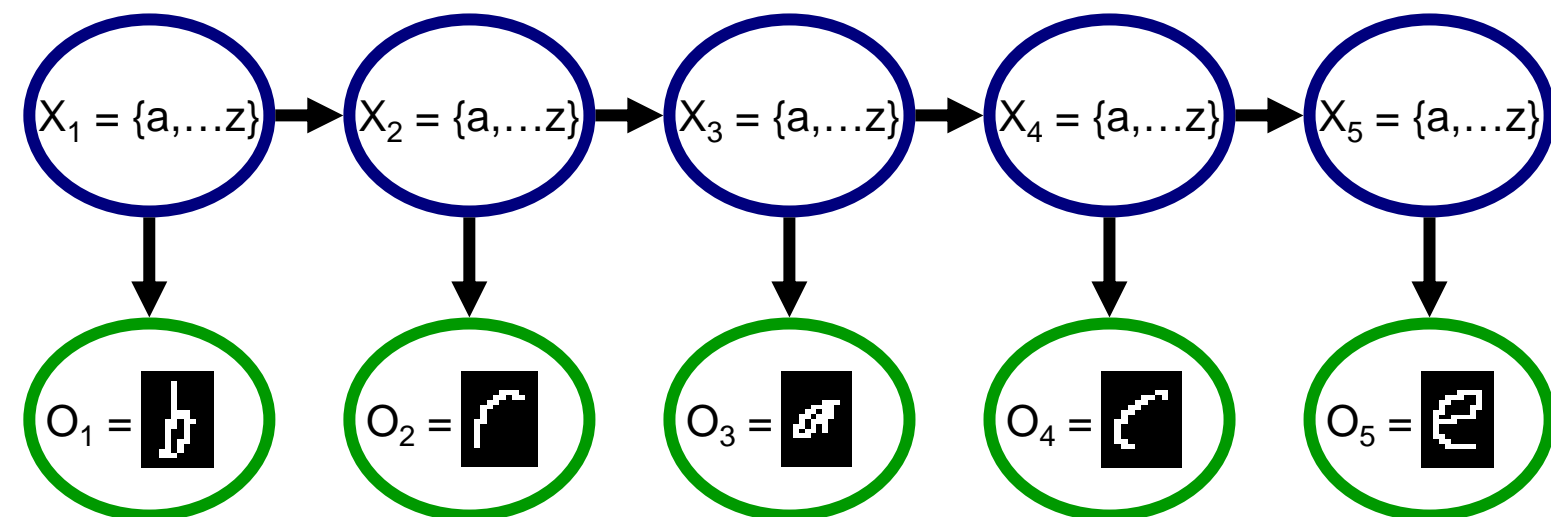 X₁ = {a,…z} X₂ = {a,…z} X₃ = {a,…z} X₄ = {a,…z} X₅ = {a,…z}
O₁ = b O₂ = r O₃ = a O₄ = c O₅ = e